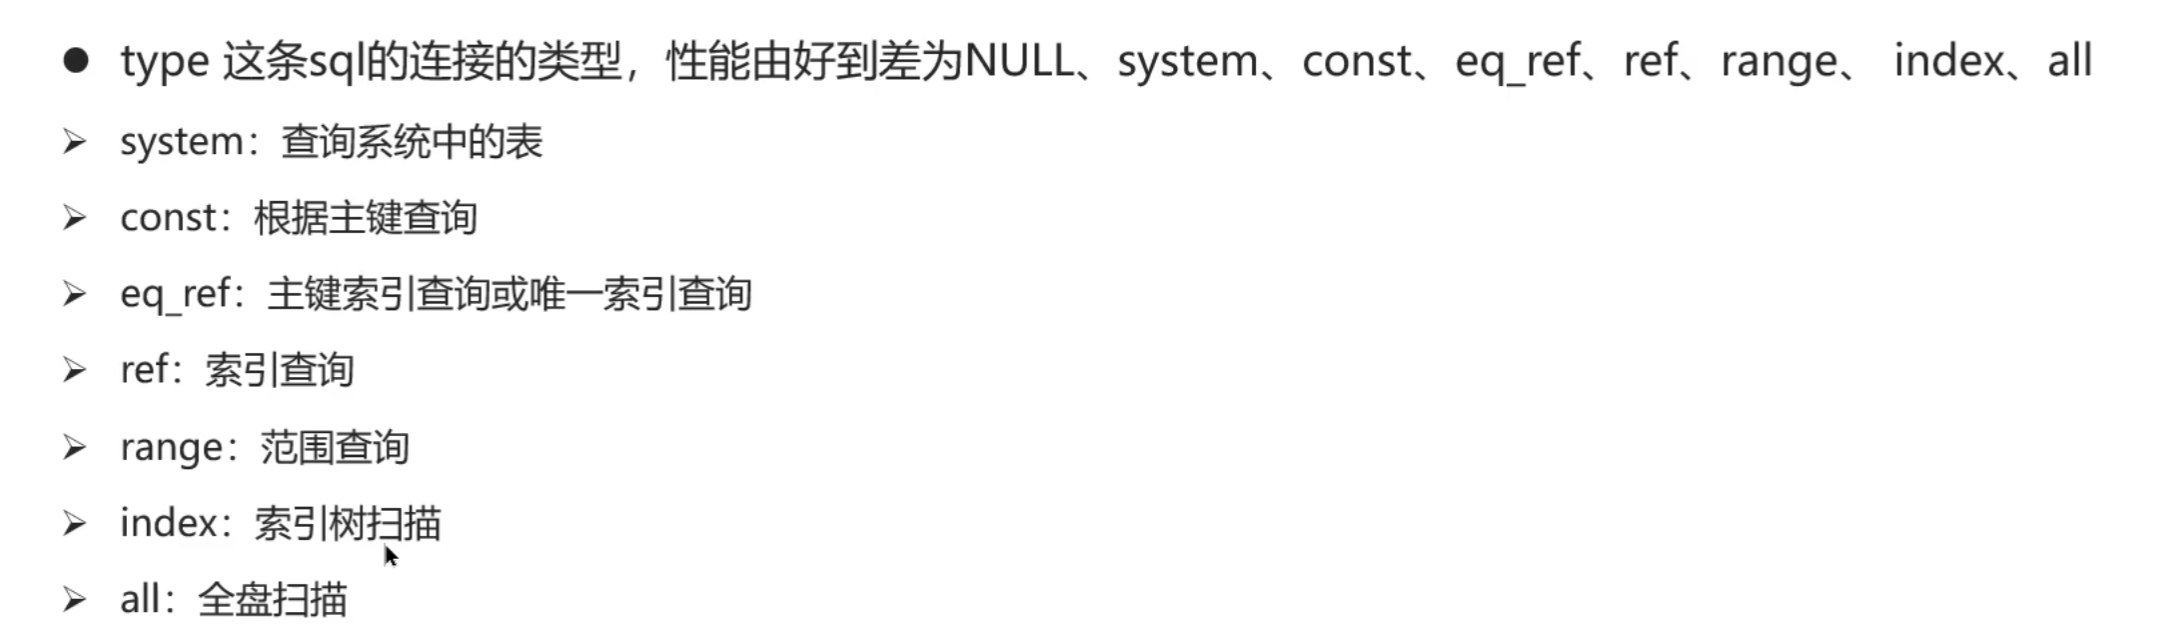 ● type 这条sql的连接的类型，性能由好到差为NULL、system、const、eq_ref、ref、range、 index、all
➢ system：查询系统中的表
➢ const：根据主键查询
➢ eq_ref：主键索引查询或唯一索引查询
➢ ref：索引查询
➢ range：范围查询
➢ index：索引树扫描
➢ all：全盘扫描